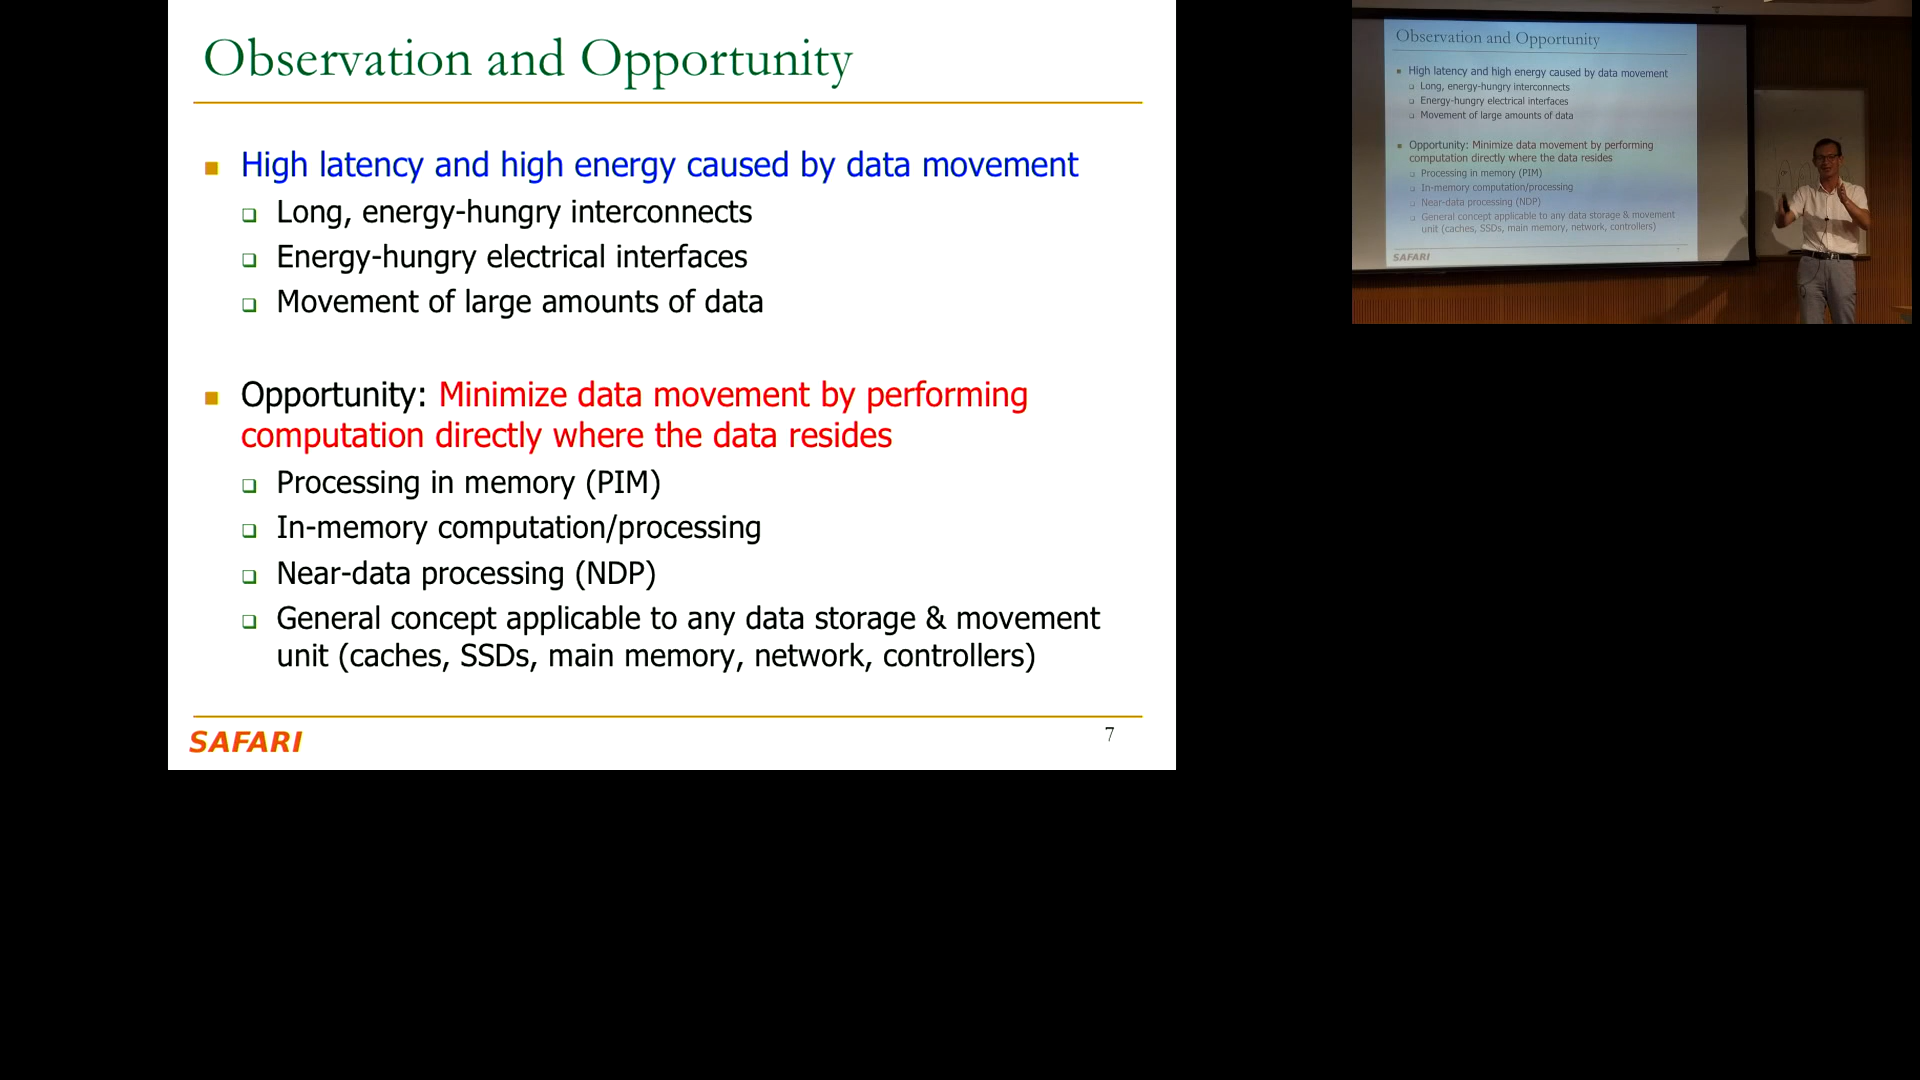 Observation and Opportunity
High latency and high energy caused by data movement
Long, energy-hungry interconnects
Energy-hungry electrical interfaces
Movement of large amounts of data
Opportunity: Minimize data movement by performing
computation directly where the data resides
Processing in memory (PIM)
In-memory computation/processing
Near-data processing (NDP)
General concept applicable to any data storage & movement
unit (caches, SSDs, main memory, network, controllers)
SAFARI
7
Observation and Opportunity
High latency and high energy caused by data movement
Long, energy-hungry interconnects
Energy-hungry electrical interfaces
Movement of large amounts of data
Opportunity: Minimize data movement by performing
computation directly where the data resides
Processing in memory (PIM)
In-memory computation/processing
Near-data processing (NDP)
General concept applicable to any data storage & movement
unit (caches, SSDs, main memory, network, controllers)
SAFARI